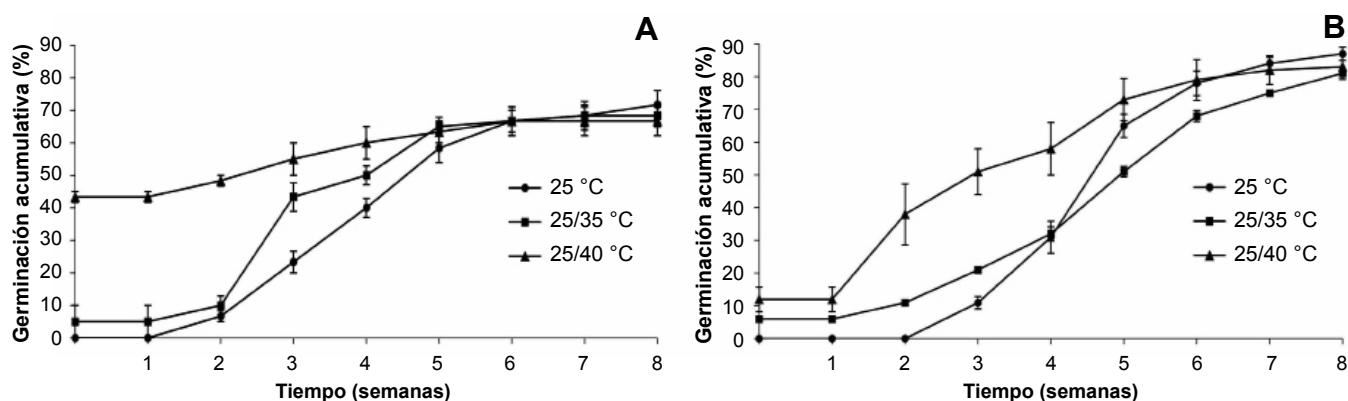 A
Germinación acumulativa (%)
90
80
70
60
50
40
30
20
10
0
25 °C
25/35 °C
25/40 °C
1 2 3 4 5 6 7 8
Tiempo (semanas)
B
Germinación acumulativa (%)
90
80
70
60
50
40
30
20
10
0
25 °C
25/35 °C
25/40 °C
1 2 3 4 5 6 7 8
Tiempo (semanas)